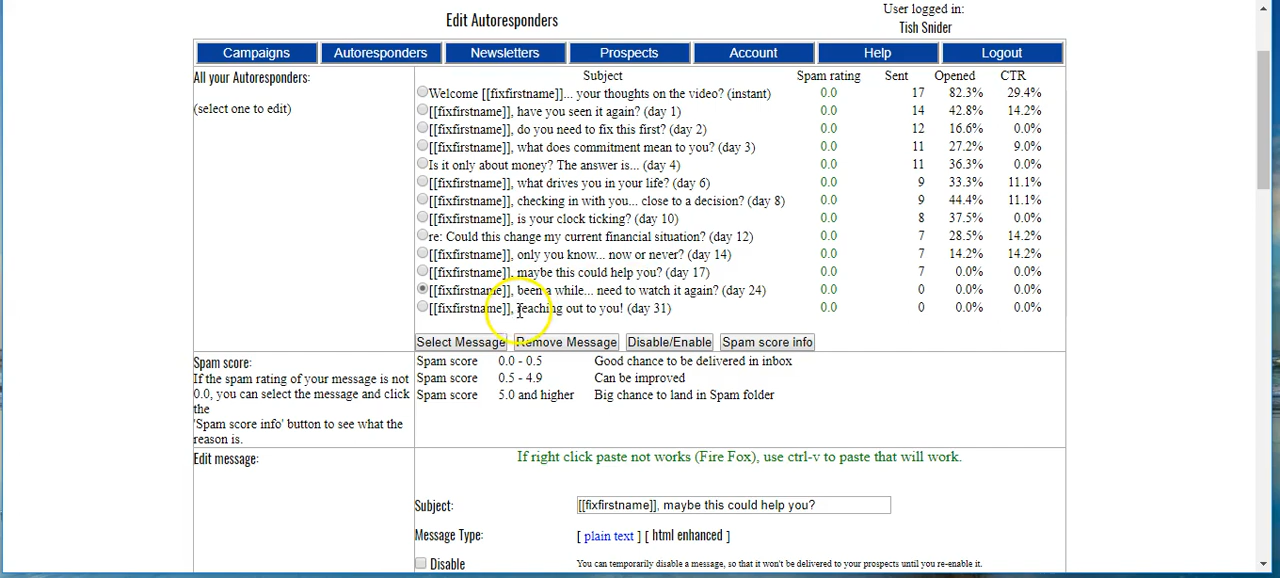 Edit Autoresponders
User logged in:
Tish Snider
Campaigns Autoresponders Newsletters Prospects Account Help Logout
All your Autoresponders:
(select one to edit)
Subject Spam rating Sent Opened CTR
Welcome [[fixfirstname]]... your thoughts on the video? (instant) 0.0 17 82.3% 29.4%
[[fixfirstname]], have you seen it again? (day 1) 0.0 14 42.8% 14.2%
[[fixfirstname]], do you need to fix this first? (day 2) 0.0 12 16.6% 0.0%
[[fixfirstname]], what does commitment mean to you? (day 3) 0.0 11 27.2% 9.0%
Is it only about money? The answer is... (day 4) 0.0 11 36.3% 0.0%
[[fixfirstname]], what drives you in your life? (day 6) 0.0 9 33.3% 11.1%
[[fixfirstname]], checking in with you... close to a decision? (day 8) 0.0 9 44.4% 11.1%
[[fixfirstname]], is your clock ticking? (day 10) 0.0 8 37.5% 0.0%
re: Could this change my current financial situation? (day 12) 0.0 7 28.5% 14.2%
[[fixfirstname]], only you know... now or never? (day 14) 0.0 7 14.2% 14.2%
[[fixfirstname]], maybe this could help you? (day 17) 0.0 7 0.0% 0.0%
[[fixfirstname]], been a while... need to watch it again? (day 24) 0.0 0 0.0% 0.0%
[[fixfirstname]], reaching out to you! (day 31) 0.0 0 0.0% 0.0%
Select Message Remove Message Disable/Enable Spam score info
Spam score:
If the spam rating of your message is not
0.0, you can select the message and click
the
'Spam score info' button to see what the
reason is.
Spam score 0.0 - 0.5 Good chance to be delivered in inbox
Spam score 0.5 - 4.9 Can be improved
Spam score 5.0 and higher Big chance to land in Spam folder
Edit message:
If right click paste not works (Fire Fox), use ctrl-v to paste that will work.
Subject: [[fixfirstname]], maybe this could help you?
Message Type: [ plain text ] [ html enhanced ]
Disable You can temporarily disable a message, so that it won't be delivered to your prospects until you re-enable it.